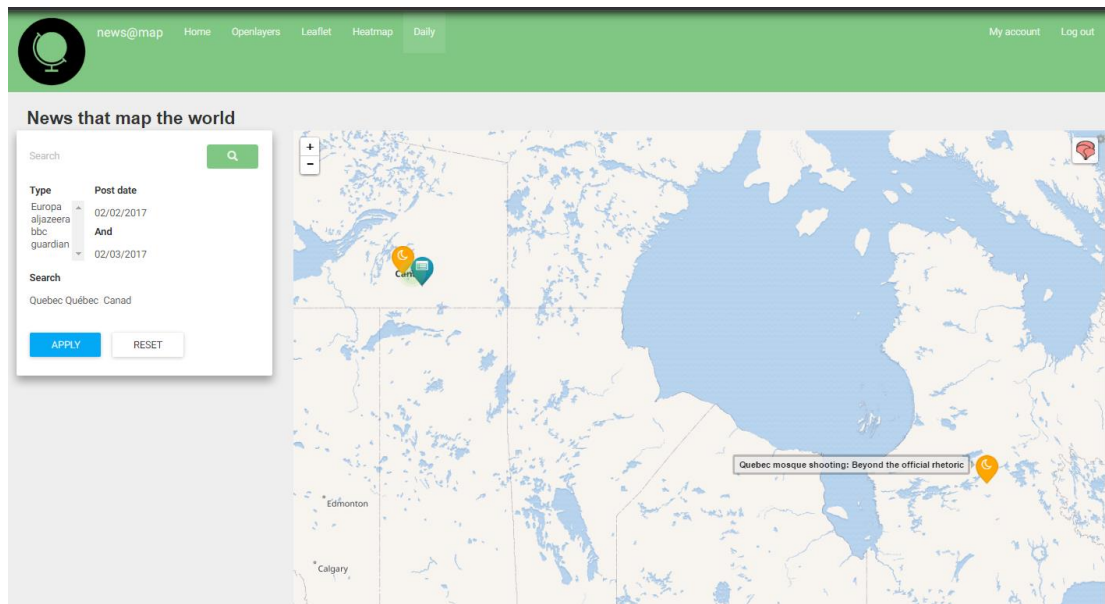 news@map Home Openlayers Leaflet Heatmap Daily My account Log out
News that map the world
Search
Type Post date
Europa
aljazeera
bbc
guardian
02/02/2017
And
02/03/2017
Search
Quebec Québec Canad
APPLY RESET
+
-
Can
Quebec mosque shooting: Beyond the official rhetoric
Edmonton
Calgary